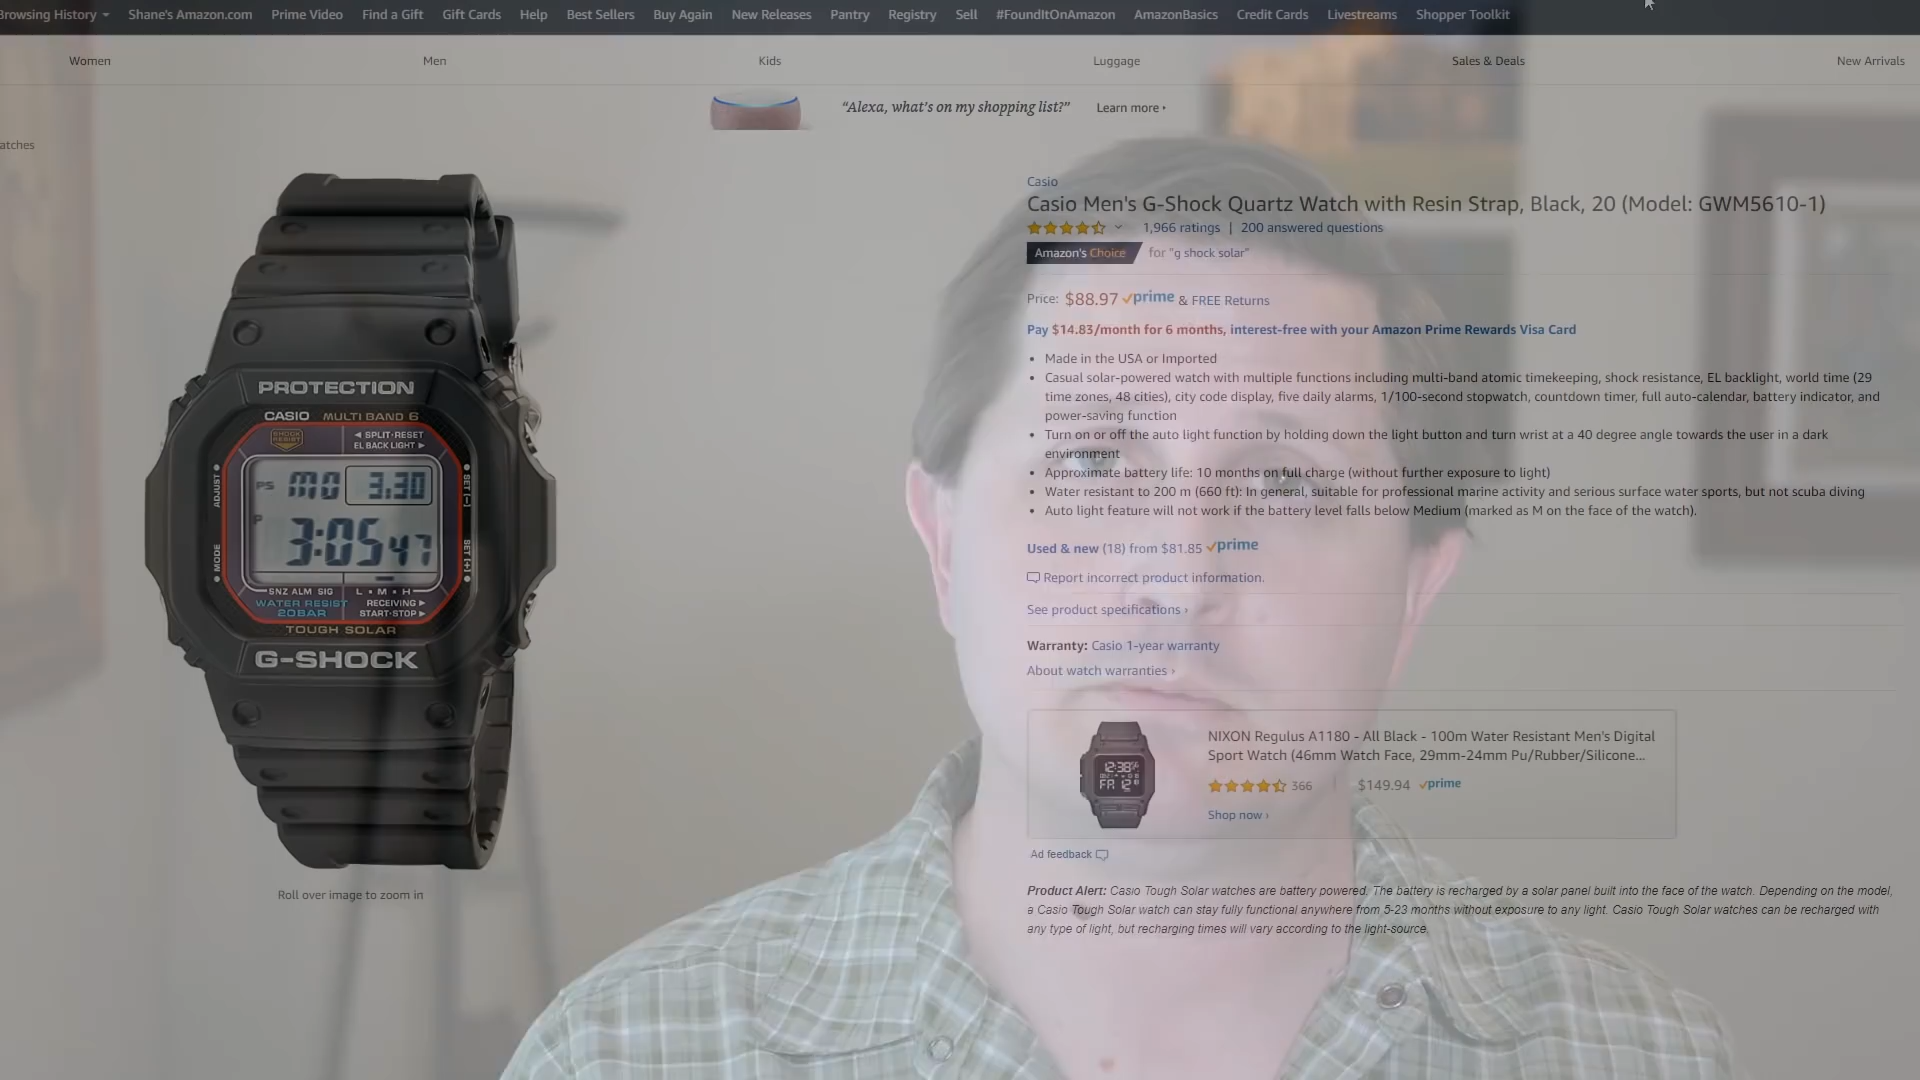 Browsing History
Shane's Amazon.com
Prime Video
Find a Gift
Gift Cards
Help
Best Sellers
Buy Again
New Releases
Pantry
Registry
Sell
#FoundItOnAmazon
AmazonBasics
Credit Cards
Livestreams
Shopper Toolkit
Women
Men
Kids
Luggage
Sales & Deals
New Arrivals
“Alexa, what’s on my shopping list?”
Learn more
atches
PROTECTION
CASIO MULTI BAND 6
SHOCK RESIST
SPLIT·RESET
EL BACK LIGHT
ADJUST
MODE
SET [-]
SET [+]
PS MO 3.30
P 3:05 47
SNZ ALM SIG
L • M • H
WATER RESIST
20BAR
RECEIVING
START·STOP
TOUGH SOLAR
G-SHOCK
Roll over image to zoom in
Casio
Casio Men's G-Shock Quartz Watch with Resin Strap, Black, 20 (Model: GWM5610-1)
1,966 ratings | 200 answered questions
Amazon's Choice for "g shock solar"
Price: $88.97 prime & FREE Returns
Pay $14.83/month for 6 months, interest-free with your Amazon Prime Rewards Visa Card
• Made in the USA or Imported
• Casual solar-powered watch with multiple functions including multi-band atomic timekeeping, shock resistance, EL backlight, world time (29
time zones, 48 cities), city code display, five daily alarms, 1/100-second stopwatch, countdown timer, full auto-calendar, battery indicator, and
power-saving function
• Turn on or off the auto light function by holding down the light button and turn wrist at a 40 degree angle towards the user in a dark
environment
• Approximate battery life: 10 months on full charge (without further exposure to light)
• Water resistant to 200 m (660 ft): In general, suitable for professional marine activity and serious surface water sports, but not scuba diving
• Auto light feature will not work if the battery level falls below Medium (marked as M on the face of the watch).
Used & new (18) from $81.85 prime
Report incorrect product information.
See product specifications ›
Warranty: Casio 1-year warranty
About watch warranties ›
12:38
FA 12
NIXON Regulus A1180 - All Black - 100m Water Resistant Men's Digital
Sport Watch (46mm Watch Face, 29mm-24mm Pu/Rubber/Silicone...
366 | $149.94 prime
Shop now ›
Ad feedback
Product Alert: Casio Tough Solar watches are battery powered. The battery is recharged by a solar panel built into the face of the watch. Depending on the model,
a Casio Tough Solar watch can stay fully functional anywhere from 5-23 months without exposure to any light. Casio Tough Solar watches can be recharged with
any type of light, but recharging times will vary according to the light-source.